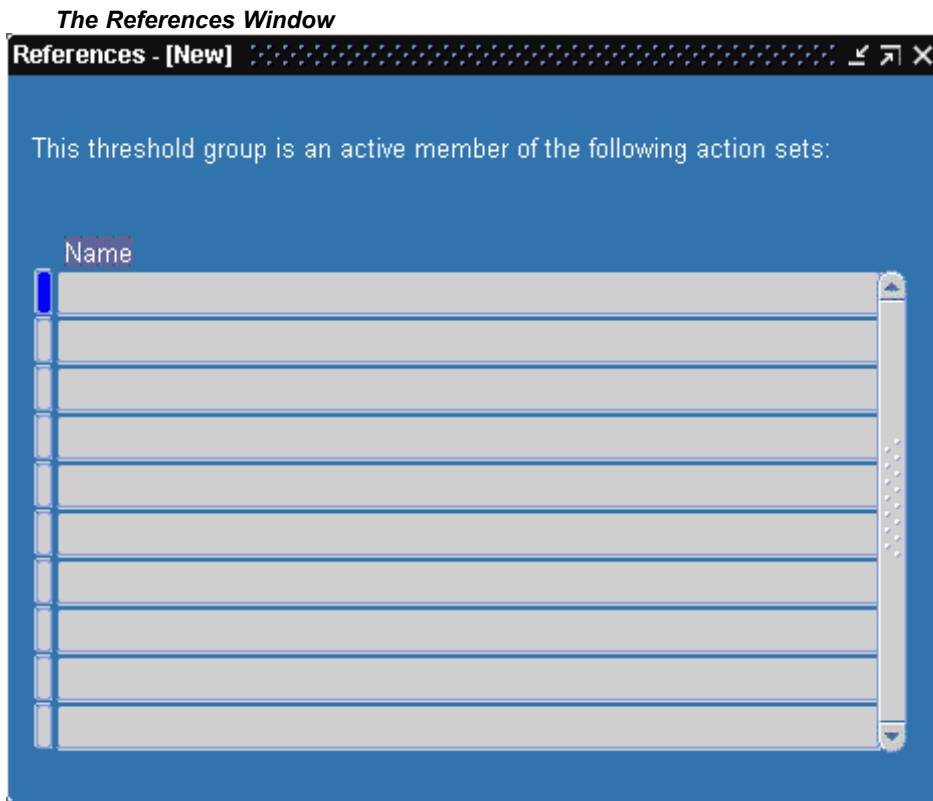 The References Window
References - [New]
This threshold group is an active member of the following action sets:
Name